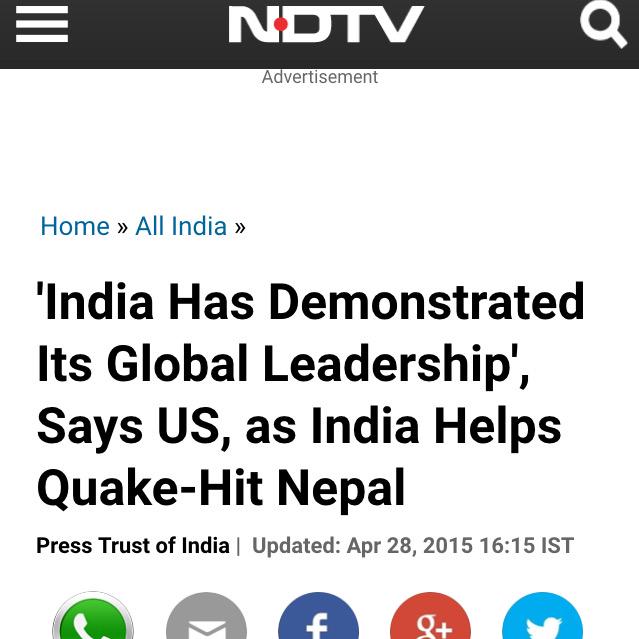 NDTV
Advertisement
Home » All India »
'India Has Demonstrated
Its Global Leadership',
Says US, as India Helps
Quake-Hit Nepal
Press Trust of India | Updated: Apr 28, 2015 16:15 IST
f
g+